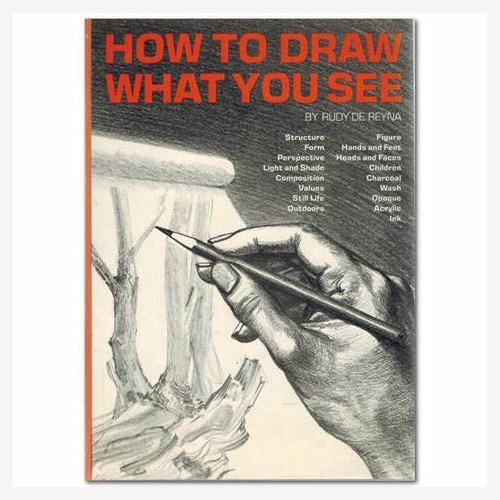 HOW TO DRAW
WHAT YOU SEE
BY RUDY DE REYNA
Structure
Form
Perspective
Light and Shade
Composition
Values
Still Life
Outdoors
Figure
Hands and Feet
Heads and Faces
Children
Charcoal
Wash
Opaque
Acrylic
Ink